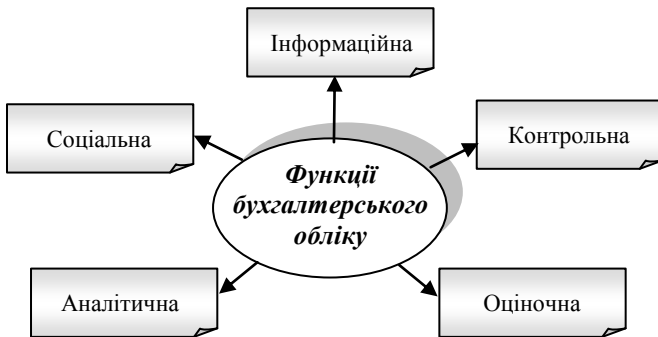 Інформаційна
Соціальна
Контрольна
Функції
бухгалтерського
обліку
Аналітична
Оціночна